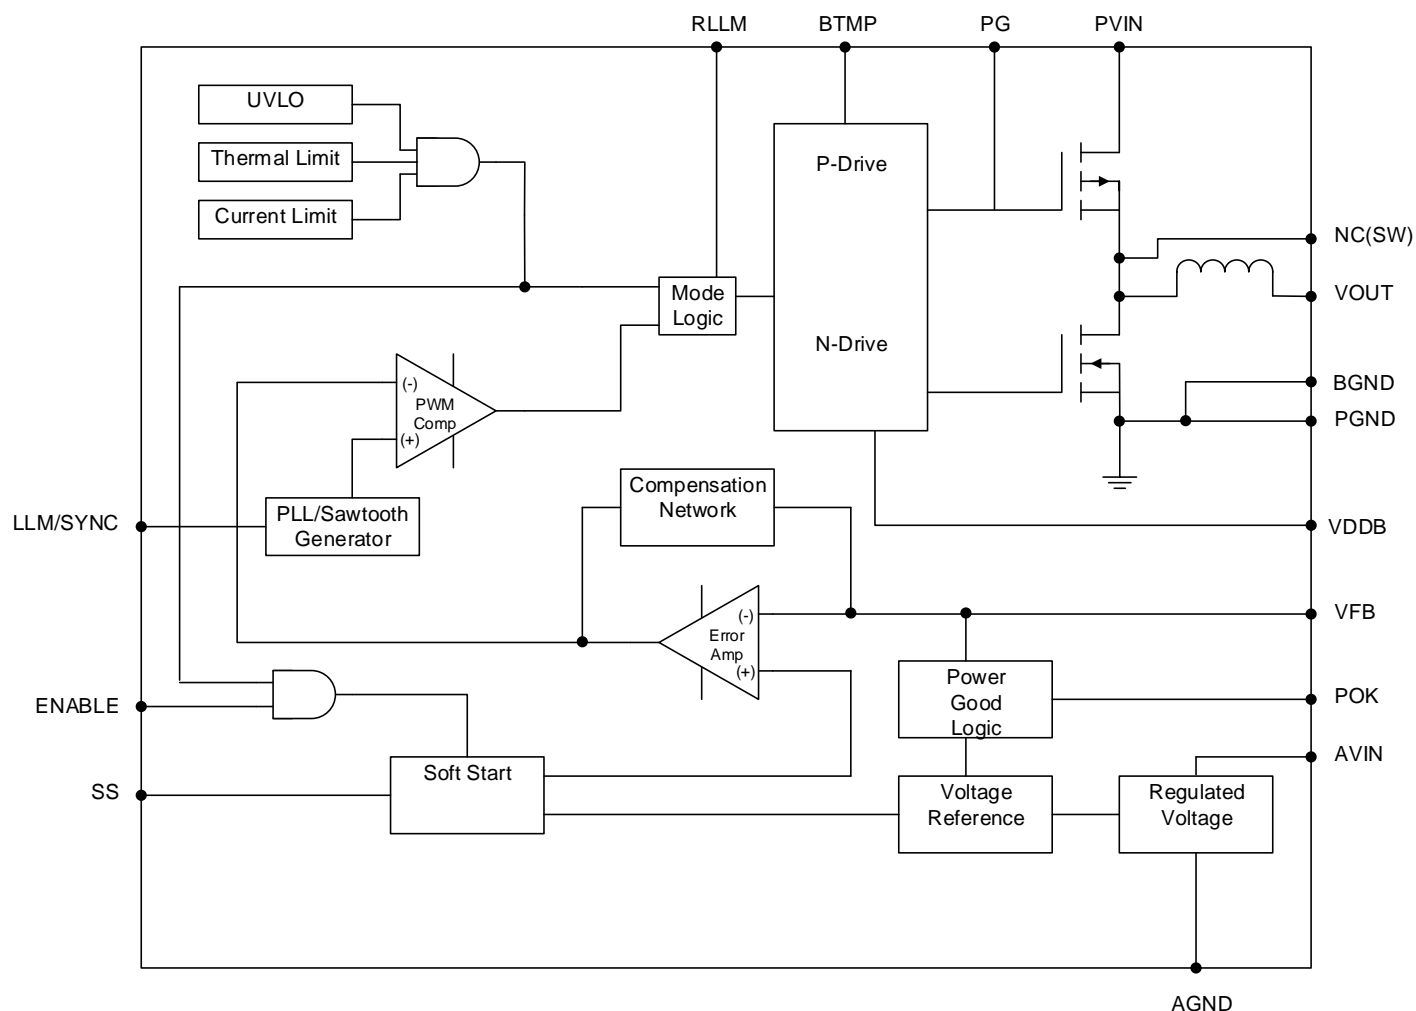 RLLM
BTMP
PG
PVIN
UVLO
Thermal Limit
Current Limit
P-Drive
N-Drive
Mode
Logic
NC(SW)
VOUT
BGND
PGND
(-)
PWM
Comp
(+)
LLM/SYNC
PLL/Sawtooth
Generator
Compensation
Network
VDDB
VFB
(-)
Error
Amp
(+)
Power
Good
Logic
POK
ENABLE
AVIN
SS
Soft Start
Voltage
Reference
Regulated
Voltage
AGND